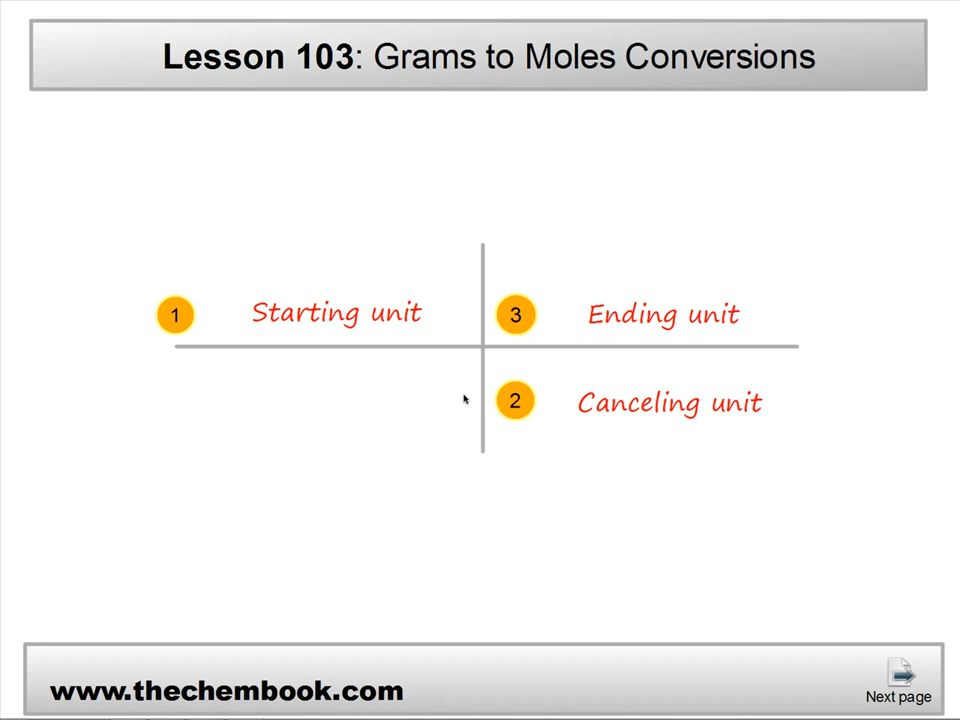 Lesson 103: Grams to Moles Conversions
1 Starting unit
3 Ending unit
2 Canceling unit
www.thechembook.com
Next page